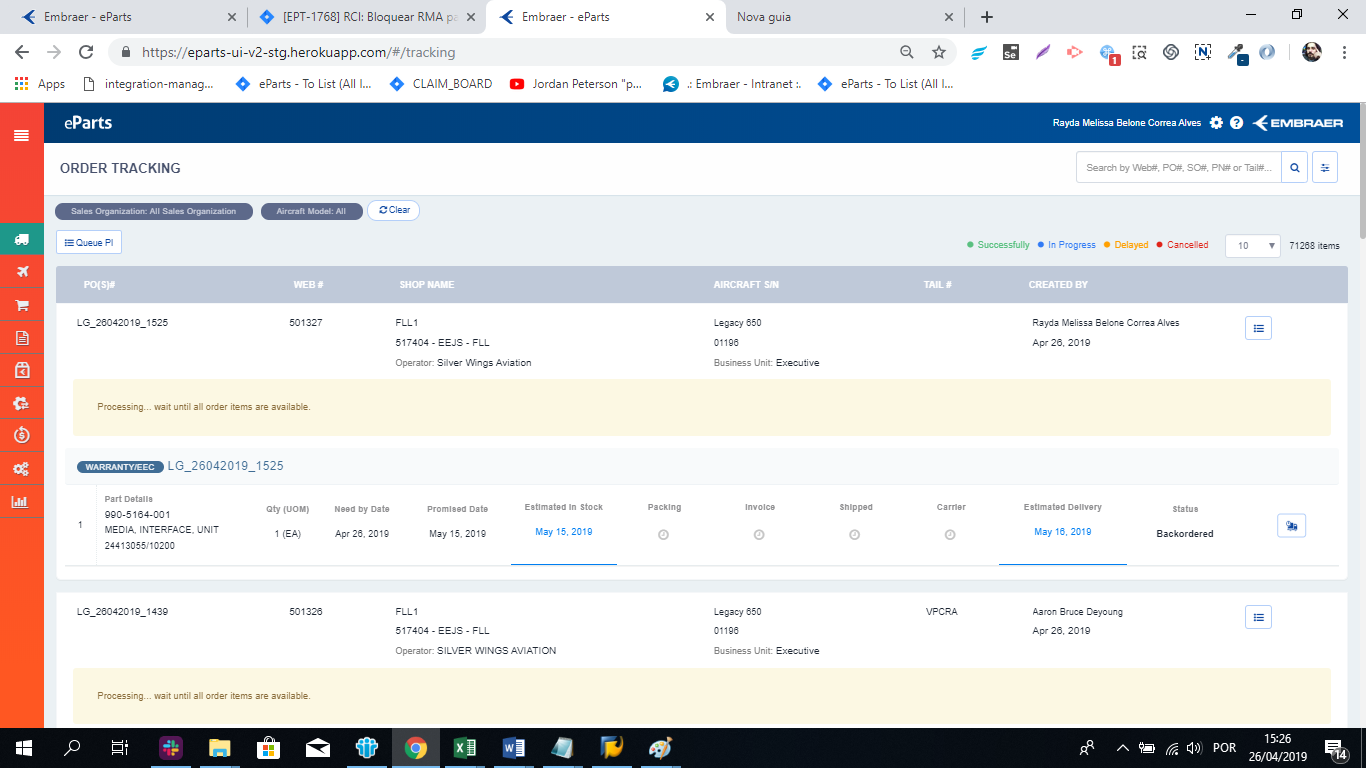 Embraer - eParts
[EPT-1768] RCI: Bloquear RMA pa
Embraer - eParts
Nova guia
https://eparts-ui-v2-stg.herokuapp.com/#/tracking
Se
N
1
Apps
integration-manag...
eParts - To List (All I...
CLAIM_BOARD
Jordan Peterson "p...
.: Embraer - Intranet :.
eParts - To List (All I...
eParts
Rayda Melissa Belone Correa Alves
EMBRAER
ORDER TRACKING
Search by Web#, PO#, SO#, PN# or Tail#...
Sales Organization: All Sales Organization
Aircraft Model: All
Clear
Queue PI
Successfully
In Progress
Delayed
Cancelled
10
71268 items
PO(S)# WEB # SHOP NAME AIRCRAFT S/N TAIL # CREATED BY
LG_26042019_1525 501327 FLL1 Legacy 650 Rayda Melissa Belone Correa Alves
517404 - EEJS - FLL 01196 Apr 26, 2019
Operator: Silver Wings Aviation Business Unit: Executive
Processing... wait until all order items are available.
WARRANTY/EEC LG_26042019_1525
Part Details Qty (UOM) Need by Date Promised Date Estimated In Stock Packing Invoice Shipped Carrier Estimated Delivery Status
1 990-5164-001
MEDIA, INTERFACE, UNIT 1 (EA) Apr 26, 2019 May 15, 2019 May 15, 2019 May 16, 2019 Backordered
24413055/10200
LG_26042019_1439 501326 FLL1 Legacy 650 VPCRA Aaron Bruce Deyoung
517404 - EEJS - FLL 01196 Apr 26, 2019
Operator: SILVER WINGS AVIATION Business Unit: Executive
Processing... wait until all order items are available.
POR
15:26
26/04/2019
14